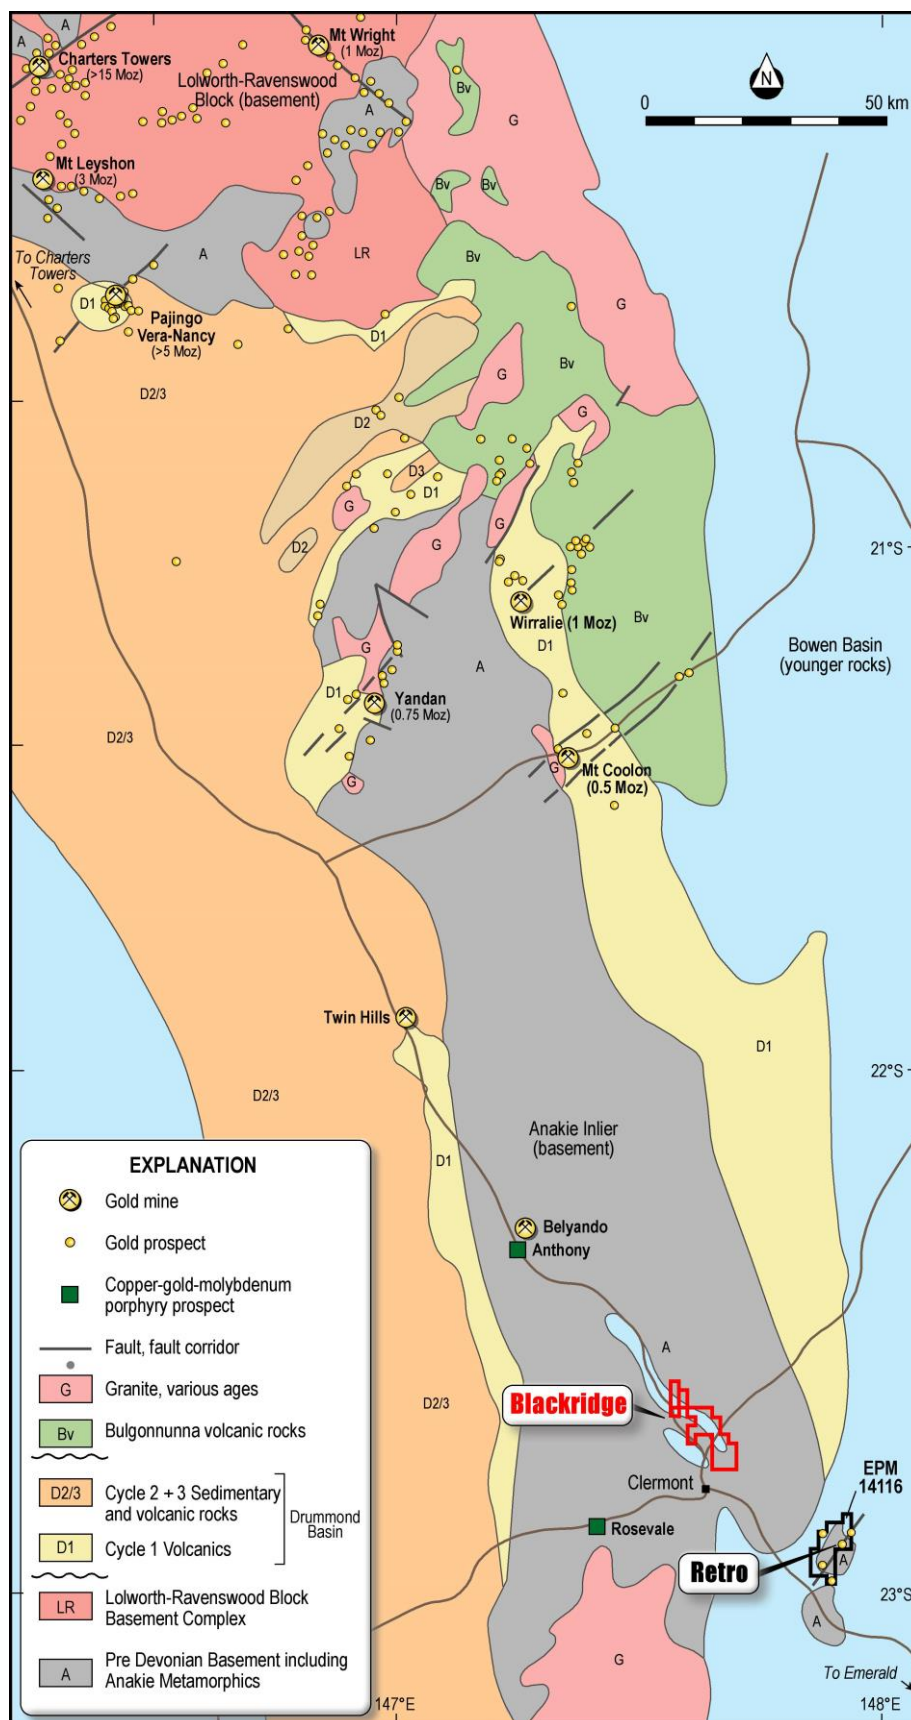 A
A
Charters Towers
(>15 Moz)
Mt Wright
(1 Moz)
Lolworth-Ravenswood
Block (basement)
A
Bv
G
N
0
50 km
Mt Leyshon
(3 Moz)
Bv
Bv
A
LR
Bv
To Charters
Towers
D1
Pajingo
Vera-Nancy
(>5 Moz)
D1
G
Bv
G
D2/3
G
D2
D3
D1
G
G
G
D2
21°S
Wirralie (1 Moz)
D1
Bv
Bowen Basin
(younger rocks)
G
A
D1
Yandan
(0.75 Moz)
D2/3
G
G
Mt Coolon
(0.5 Moz)
Twin Hills
D1
22°S
D2/3
Anakie Inlier
(basement)
D1
Belyando
Anthony
A
D2/3
Blackridge
Clermont
EPM
14116
Rosevale
Retro
A
23°S
A
G
To Emerald
147°E
148°E
EXPLANATION
Gold mine
Gold prospect
Copper-gold-molybdenum
porphyry prospect
Fault, fault corridor
G
Granite, various ages
Bv
Bulgonnunna volcanic rocks
D2/3
Cycle 2 + 3 Sedimentary
and volcanic rocks
Drummond
Basin
D1
Cycle 1 Volcanics
LR
Lolworth-Ravenswood Block
Basement Complex
A
Pre Devonian Basement including
Anakie Metamorphics